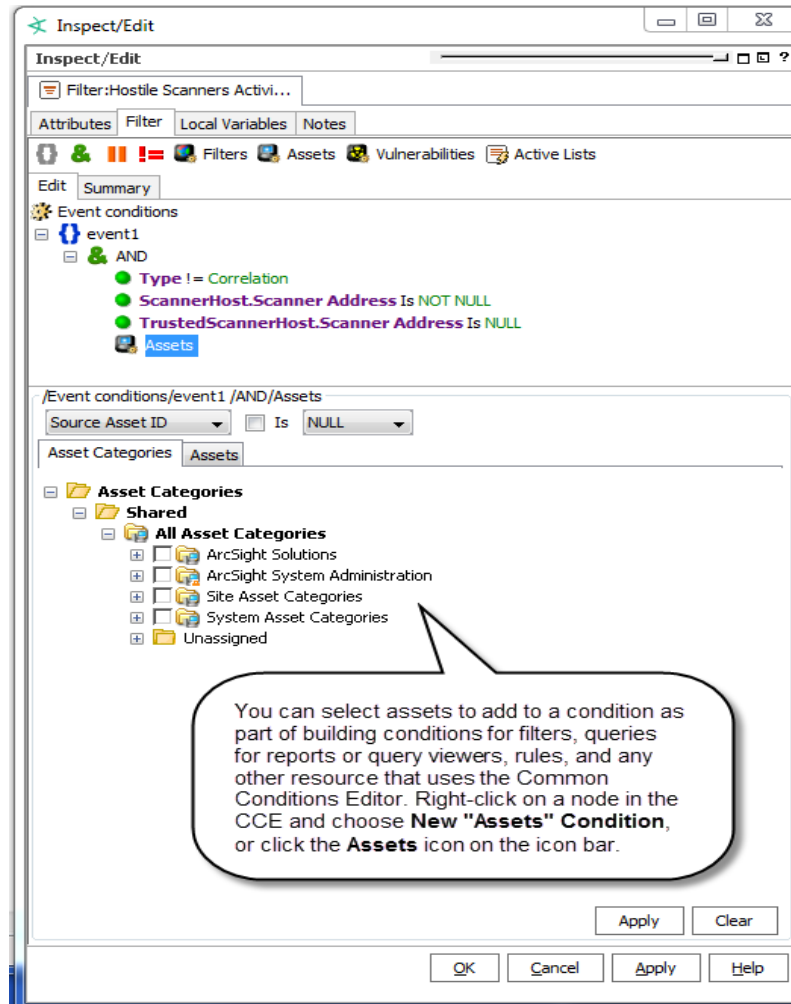 Inspect/Edit
Inspect/Edit ?
Filter:Hostile Scanners Activi...
Attributes Filter Local Variables Notes
{} & || != Filters Assets Vulnerabilities Active Lists
Edit Summary
Event conditions
{} event1
& AND
Type != Correlation
ScannerHost.Scanner Address Is NOT NULL
TrustedScannerHost.Scanner Address Is NULL
Assets
/Event conditions/event1 /AND/Assets
Source Asset ID Is NULL
Asset Categories Assets
Asset Categories
Shared
All Asset Categories
ArcSight Solutions
ArcSight System Administration
Site Asset Categories
System Asset Categories
Unassigned
You can select assets to add to a condition as
part of building conditions for filters, queries
for reports or query viewers, rules, and any
other resource that uses the Common
Conditions Editor. Right-click on a node in the
CCE and choose New "Assets" Condition,
or click the Assets icon on the icon bar.
Apply Clear
OK Cancel Apply Help